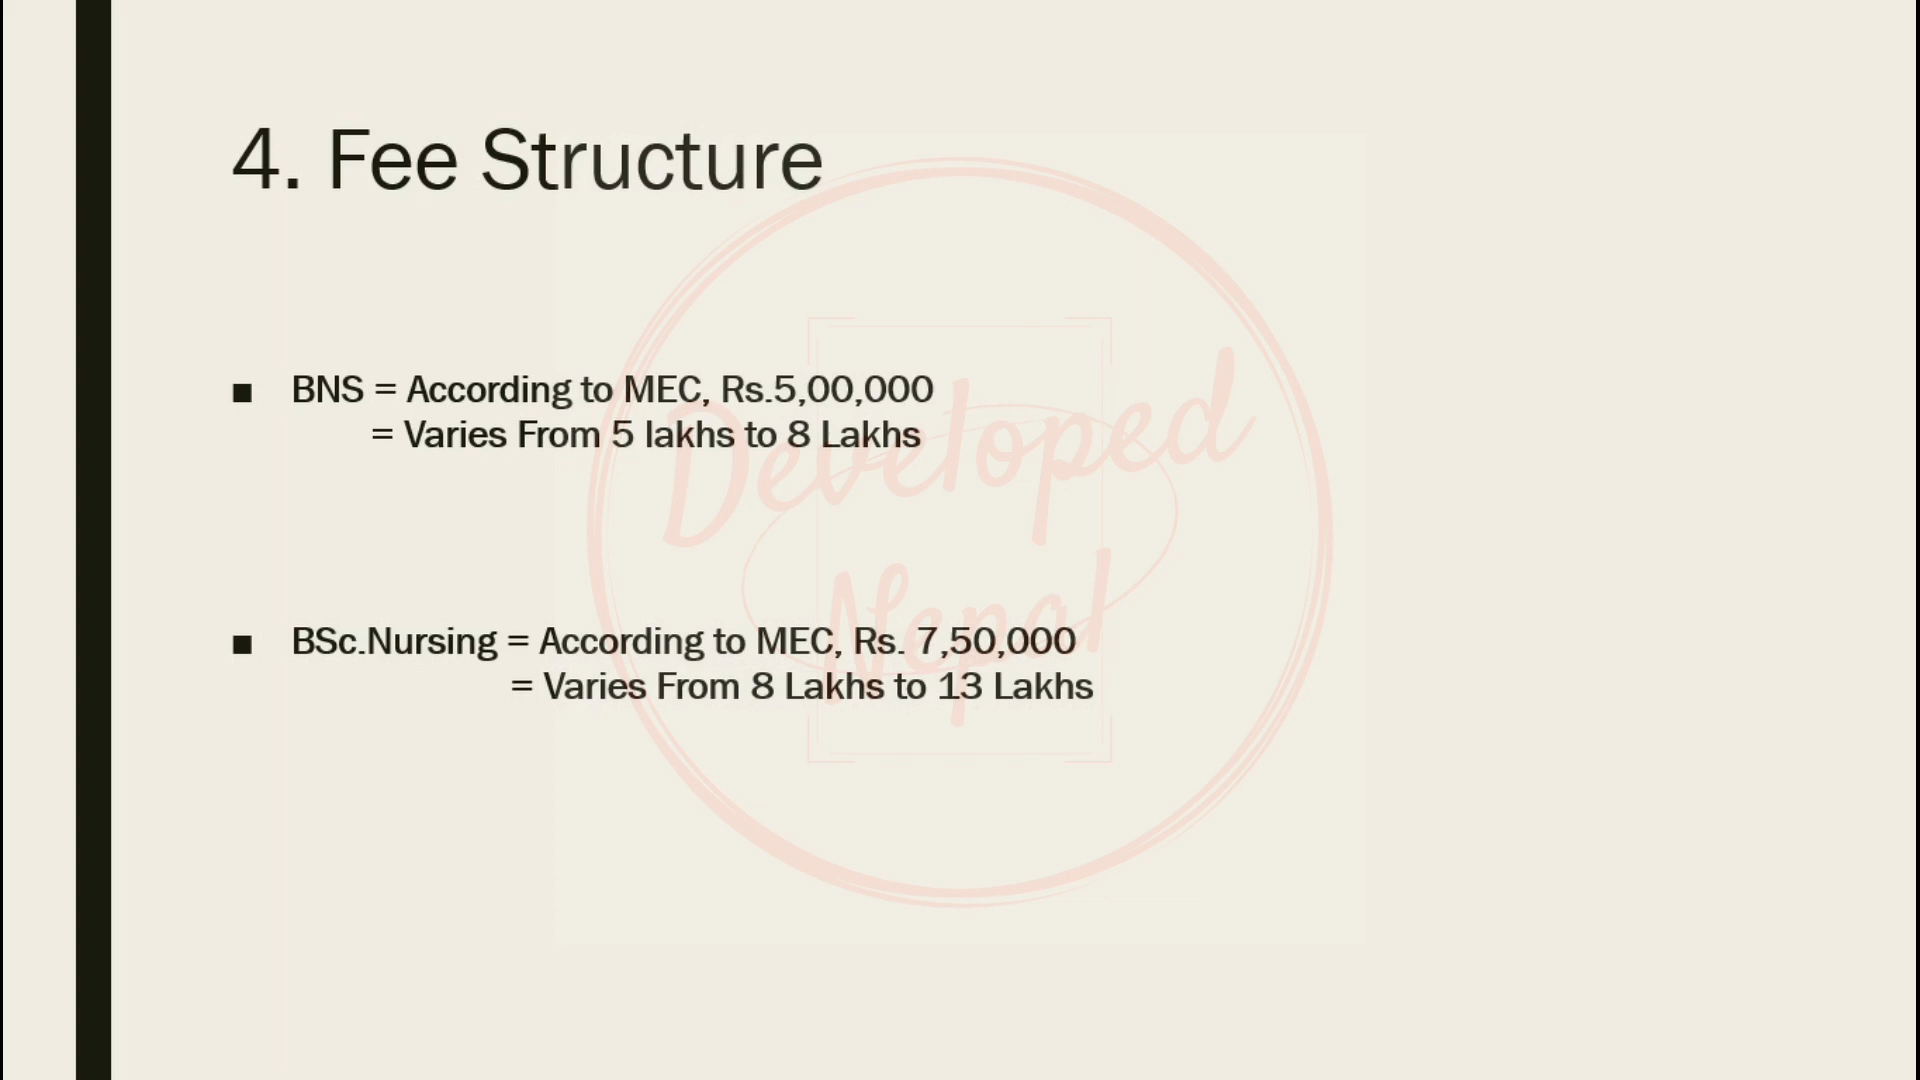 4. Fee Structure
■ BNS = According to MEC, Rs.5,00,000
= Varies From 5 lakhs to 8 Lakhs
■ BSc.Nursing = According to MEC, Rs. 7,50,000
= Varies From 8 Lakhs to 13 Lakhs
Developed
Nepal